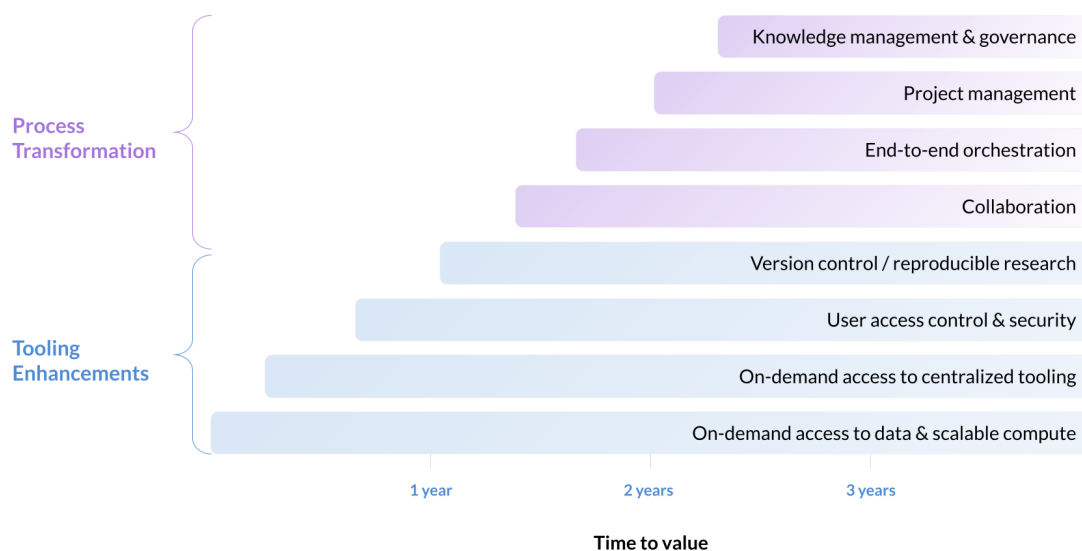 Knowledge management & governance
Project management
Process
Transformation
End-to-end orchestration
Collaboration
Version control / reproducible research
User access control & security
Tooling
Enhancements
On-demand access to centralized tooling
On-demand access to data & scalable compute
1 year
2 years
3 years
Time to value